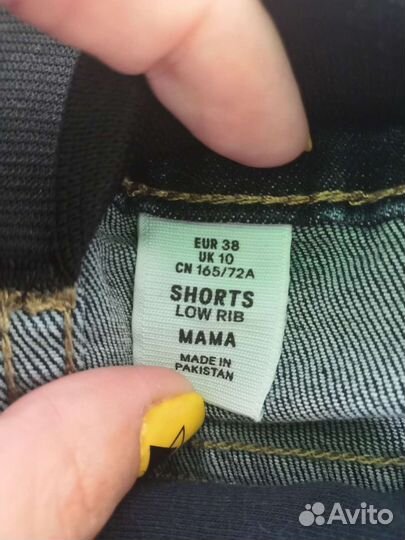 EUR 38
UK 10
CN 165/72A
SHORTS
LOW RIB
MAMA
MADE IN
PAKISTAN
Avito